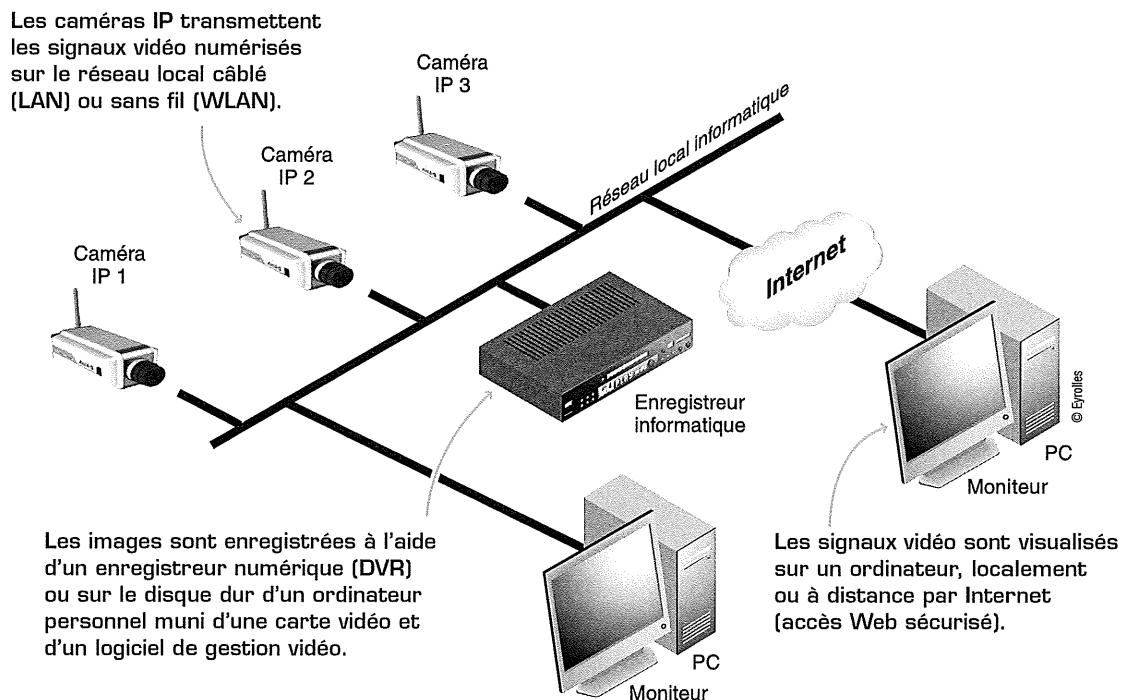 Les caméras IP transmettent
les signaux vidéo numérisés
sur le réseau local câblé
(LAN) ou sans fil (WLAN).
Caméra
IP 3
Caméra
IP 2
Caméra
IP 1
Réseau local informatique
Internet
Enregistreur
informatique
© Eyrolles
PC
Moniteur
Les images sont enregistrées à l'aide
d'un enregistreur numérique (DVR)
ou sur le disque dur d'un ordinateur
personnel muni d'une carte vidéo et
d'un logiciel de gestion vidéo.
Les signaux vidéo sont visualisés
sur un ordinateur, localement
ou à distance par Internet
(accès Web sécurisé).
PC
Moniteur